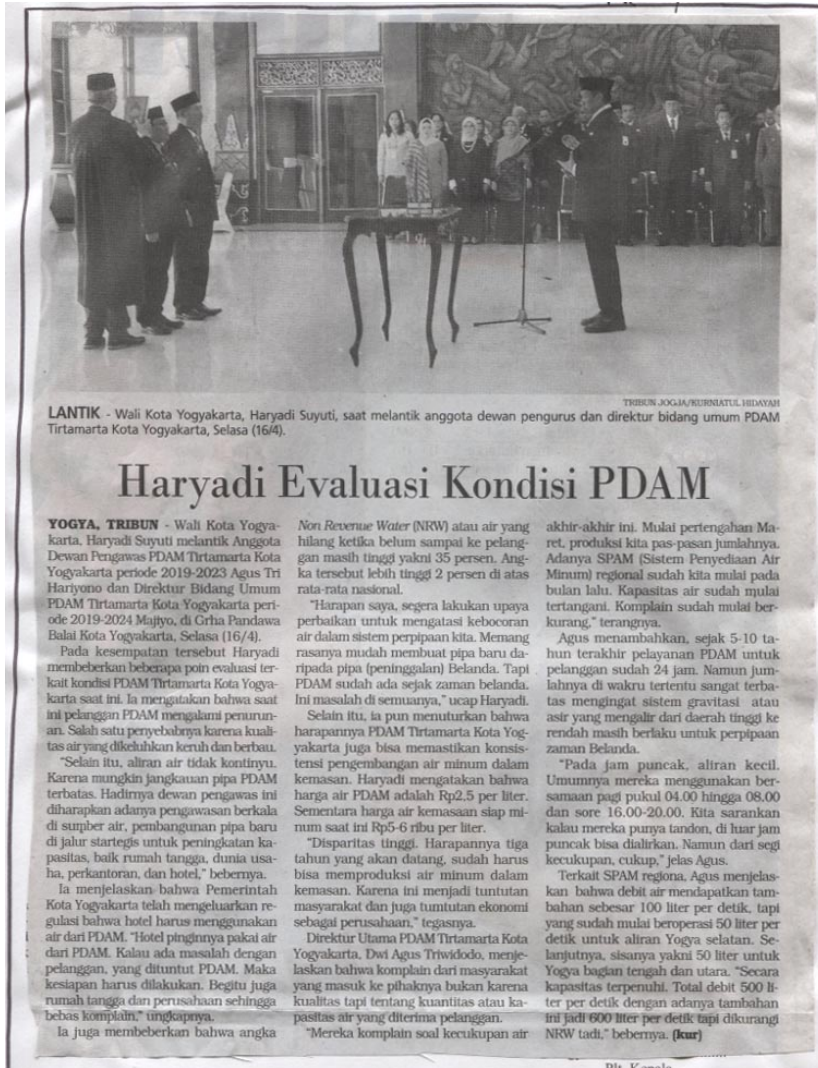 TRIBUN JOGJA/KURNIATUL HIDAYAH
LANTIK - Wali Kota Yogyakarta, Haryadi Suyuti, saat melantik anggota dewan pengurus dan direktur bidang umum PDAM
Tirtamarta Kota Yogyakarta, Selasa (16/4).
Haryadi Evaluasi Kondisi PDAM
YOGYA, TRIBUN - Wali Kota Yogya-
karta, Haryadi Suyuti melantik Anggota
Dewan Pengawas PDAM Tirtamarta Kota
Yogyakarta periode 2019-2023 Agus Tri
Hariyono dan Direktur Bidang Umum
PDAM Tirtamarta Kota Yogyakarta peri-
ode 2019-2024 Majiyo, di Grha Pandawa
Balai Kota Yogyakarta, Selasa (16/4).
Pada kesempatan tersebut Haryadi
membeberkan beberapa poin evaluasi ter-
kait kondisi PDAM Tirtamarta Kota Yogya-
karta saat ini. Ia mengatakan bahwa saat
ini pelanggan PDAM mengalami penurun-
an. Salah satu penyebabnya karena kuali-
tas air yang dikeluhkan keruh dan berbau.
"Selain itu, aliran air tidak kontinyu.
Karena mungkin jangkauan pipa PDAM
terbatas. Hadirnya dewan pengawas ini
diharapkan adanya pengawasan berkala
di sumber air, pembangunan pipa baru
di jalur startegis untuk peningkatan ka-
pasitas, baik rumah tangga, dunia usa-
ha, perkantoran, dan hotel," bebernya.
Ia menjelaskan bahwa Pemerintah
Kota Yogyakarta telah mengeluarkan re-
gulasi bahwa hotel harus menggunakan
air dari PDAM. "Hotel pinginnya pakai air
dari PDAM. Kalau ada masalah dengan
pelanggan, yang dituntut PDAM. Maka
kesiapan harus dilakukan. Begitu juga
rumah tangga dan perusahaan sehingga
bebas komplain," ungkapnya.
Ia juga membeberkan bahwa angka
Non Revenue Water (NRW) atau air yang
hilang ketika belum sampai ke pelang-
gan masih tinggi yakni 35 persen. Ang-
ka tersebut lebih tinggi 2 persen di atas
rata-rata nasional.
"Harapan saya, segera lakukan upaya
perbaikan untuk mengatasi kebocoran
air dalam sistem perpipaan kita. Memang
rasanya mudah membuat pipa baru da-
ripada pipa (peninggalan) Belanda. Tapi
PDAM sudah ada sejak zaman belanda.
Ini masalah di semuanya," ucap Haryadi.
Selain itu, ia pun menuturkan bahwa
harapannya PDAM Tirtamarta Kota Yog-
yakarta juga bisa memastikan konsis-
tensi pengembangan air minum dalam
kemasan. Haryadi mengatakan bahwa
harga air PDAM adalah Rp2,5 per liter.
Sementara harga air kemasaan siap mi-
num saat ini Rp5-6 ribu per liter.
"Disparitas tinggi. Harapannya tiga
tahun yang akan datang, sudah harus
bisa memproduksi air minum dalam
kemasan. Karena ini menjadi tuntutan
masyarakat dan juga tumtutan ekonomi
sebagai perusahaan," tegasnya.
Direktur Utama PDAM Tirtamarta Kota
Yogyakarta, Dwi Agus Triwidodo, menje-
laskan bahwa komplain dari masyarakat
yang masuk ke pihaknya bukan karena
kualitas tapi tentang kuantitas atau ka-
pasitas air yang diterima pelanggan.
"Mereka komplain soal kecukupan air
akhir-akhir ini. Mulai pertengahan Ma-
ret, produksi kita pas-pasan jumlahnya.
Adanya SPAM (Sistem Penyediaan Air
Minum) regional sudah kita mulai pada
bulan lalu. Kapasitas air sudah mulai
tertangani. Komplain sudah mulai ber-
kurang," terangnya.
Agus menambahkan, sejak 5-10 ta-
hun terakhir pelayanan PDAM untuk
pelanggan sudah 24 jam. Namun jum-
lahnya di wakru tertentu sangat terba-
tas mengingat sistem gravitasi atau
asir yang mengalir dari daerah tinggi ke
rendah masih berlaku untuk perpipaan
zaman Belanda.
"Pada jam puncak, aliran kecil.
Umumnya mereka menggunakan ber-
samaan pagi pukul 04.00 hingga 08.00
dan sore 16.00-20.00. Kita sarankan
kalau mereka punya tandon, di luar jam
puncak bisa dialirkan. Namun dari segi
kecukupan, cukup," jelas Agus.
Terkait SPAM regiona, Agus menjelas-
kan bahwa debit air mendapatkan tam-
bahan sebesar 100 liter per detik, tapi
yang sudah mulai beroperasi 50 liter per
detik untuk aliran Yogya selatan. Se-
lanjutnya, sisanya yakni 50 liter untuk
Yogya bagian tengah dan utara. "Secara
kapasitas terpenuhi. Total debit 500 li-
ter per detik dengan adanya tambahan
ini jadi 600 liter per detik tapi dikurangi
NRW tadi," bebernya. (kur)